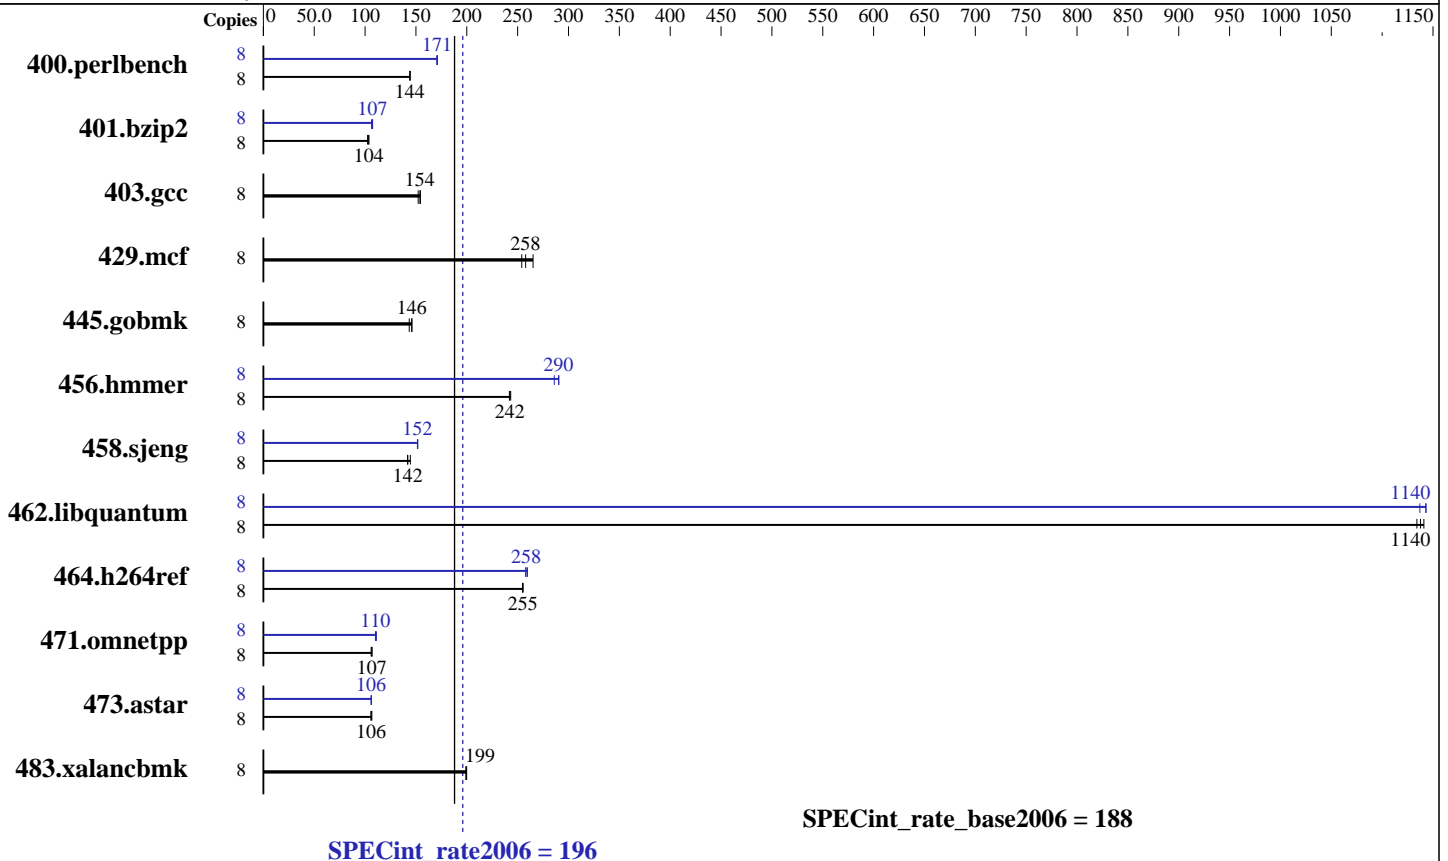 Copies 0 50.0 100 150 200 250 300 350 400 450 500 550 600 650 700 750 800 850 900 950 1000 1050 1150
400.perlbench 8 171
8 144
401.bzip2 8 107
8 104
403.gcc 8 154
429.mcf 8 258
445.gobmk 8 146
456.hmmer 8 290
8 242
458.sjeng 8 152
8 142
462.libquantum 8 1140
8 1140
464.h264ref 8 258
8 255
471.omnetpp 8 110
8 107
473.astar 8 106
8 106
483.xalancbmk 8 199
SPECint_rate_base2006 = 188
SPECint_rate2006 = 196